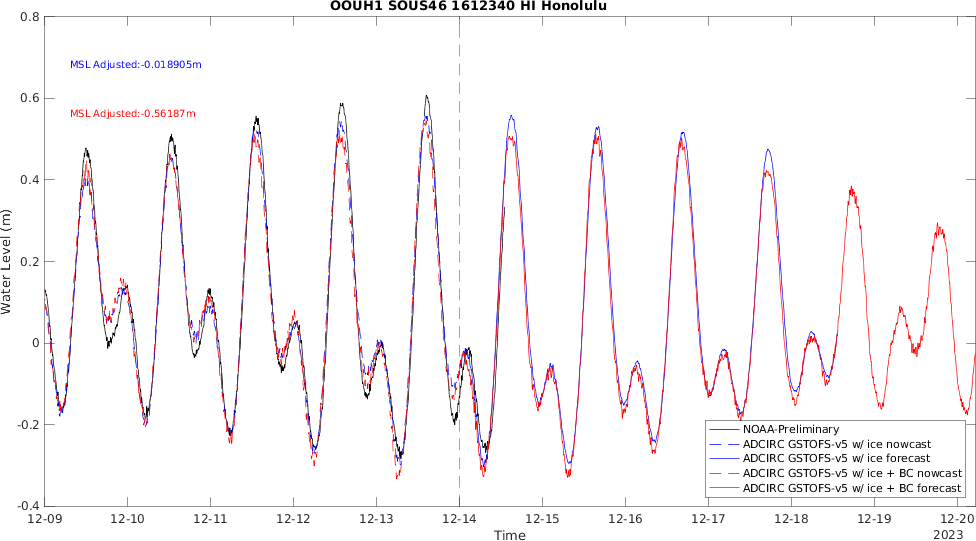 OOUH1 SOUS46 1612340 HI Honolulu
0.8
MSL Adjusted:-0.018905m
0.6
MSL Adjusted:-0.56187m
0.4
0.2
Water Level (m)
0
-0.2
NOAA-Preliminary
ADCIRC GSTOFS-v5 w/ ice nowcast
ADCIRC GSTOFS-v5 w/ ice forecast
ADCIRC GSTOFS-v5 w/ ice + BC nowcast
ADCIRC GSTOFS-v5 w/ ice + BC forecast
-0.4
12-09 12-10 12-11 12-12 12-13 12-14 12-15 12-16 12-17 12-18 12-19 12-20
Time
2023